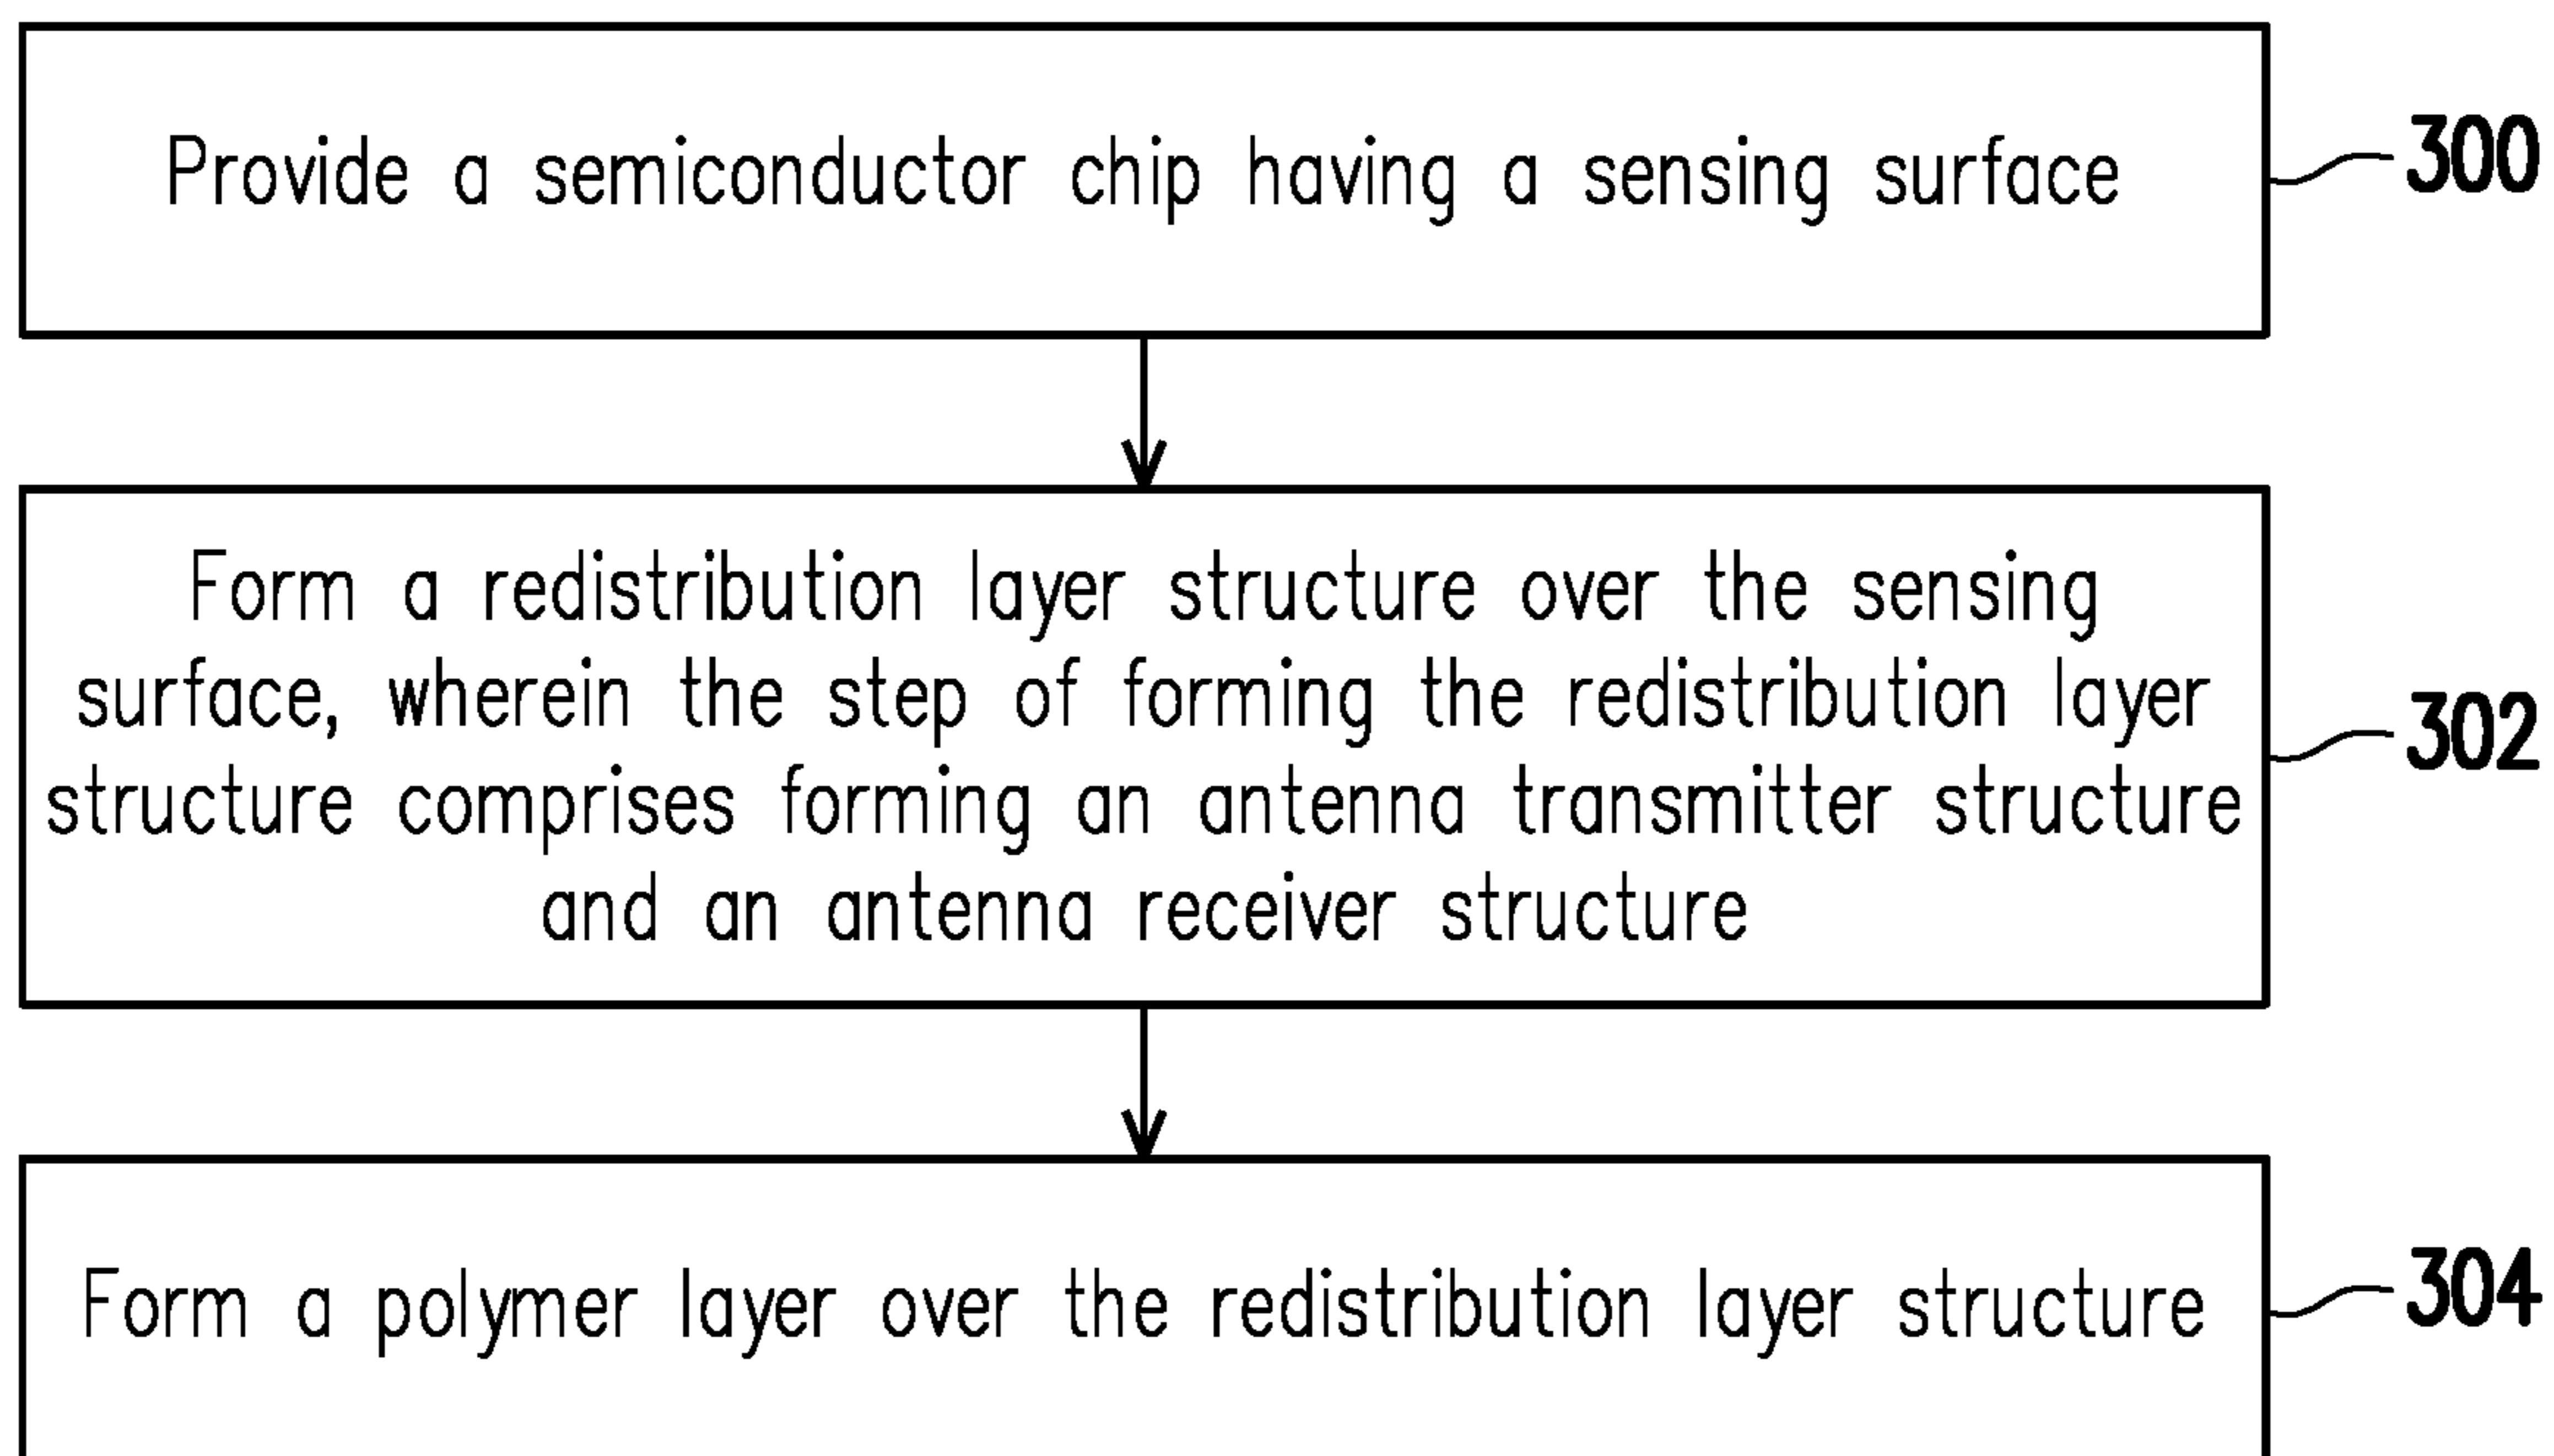 Provide a semiconductor chip having a sensing surface
300
Form a redistribution layer structure over the sensing
surface, wherein the step of forming the redistribution layer
structure comprises forming an antenna transmitter structure
and an antenna receiver structure
302
Form a polymer layer over the redistribution layer structure
304